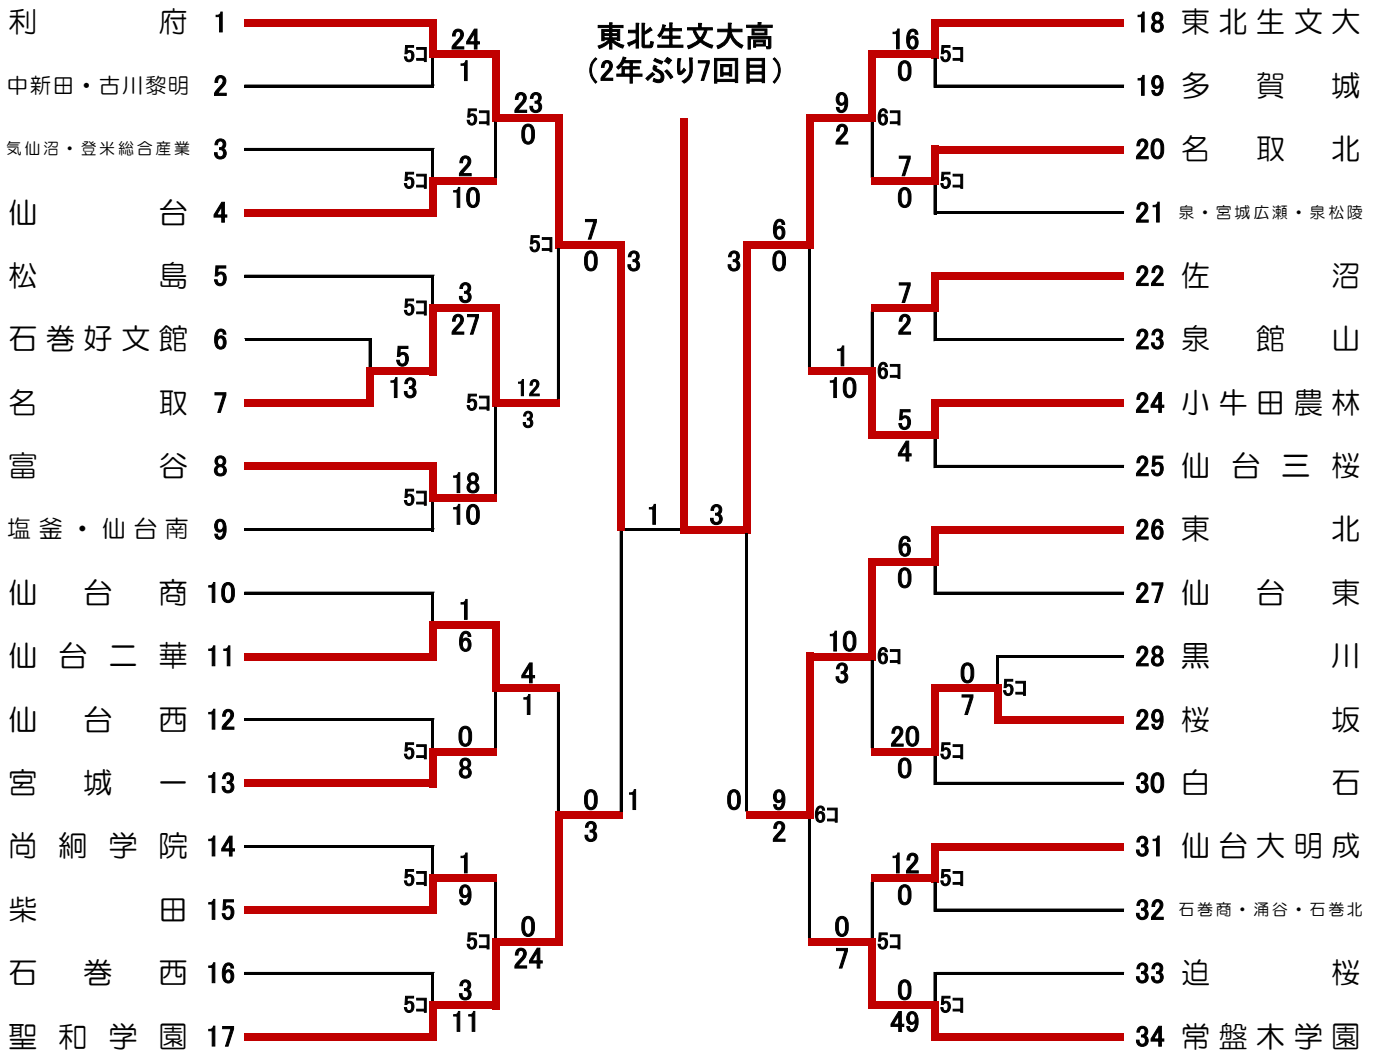 東北生文大高
(2年ぶり7回目)
利府 1
中新田・古川黎明 2
気仙沼・登米総合産業 3
仙台 4
松島 5
石巻好文館 6
名取 7
富谷 8
塩釜・仙台南 9
仙台商 10
仙台二華 11
仙台西 12
宮城一 13
尚絅学院 14
柴田 15
石巻西 16
聖和学園 17
24
5コ
1
23
5コ
0
2
5コ
10
7
5コ
0
3
3
5コ
27
5
13
12
5コ
3
18
5コ
10
1
6
4
1
0
5コ
8
0
3
1
1
5コ
9
0
5コ
24
3
5コ
11
1
3
16
5コ
0
9
6コ
2
7
5コ
0
6
3
0
7
2
1
6コ
10
5
4
6
0
10
6コ
3
0
5コ
7
20
5コ
0
0
9
6コ
2
12
5コ
0
0
5コ
7
0
5コ
49
18 東北生文大
19 多賀城
20 名取北
21 泉・宮城広瀬・泉松陵
22 佐沼
23 泉館山
24 小牛田農林
25 仙台三桜
26 東北
27 仙台東
28 黒川
29 桜坂
30 白石
31 仙台大明成
32 石巻商・涌谷・石巻北
33 迫桜
34 常盤木学園